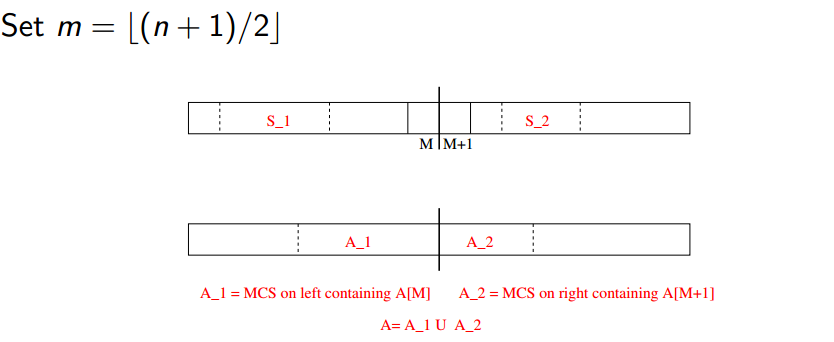 Set m = ⌊(n + 1)/2⌋
S_1 S_2
M M+1
A_1 A_2
A_1 = MCS on left containing A[M] A_2 = MCS on right containing A[M+1]
A= A_1 U A_2